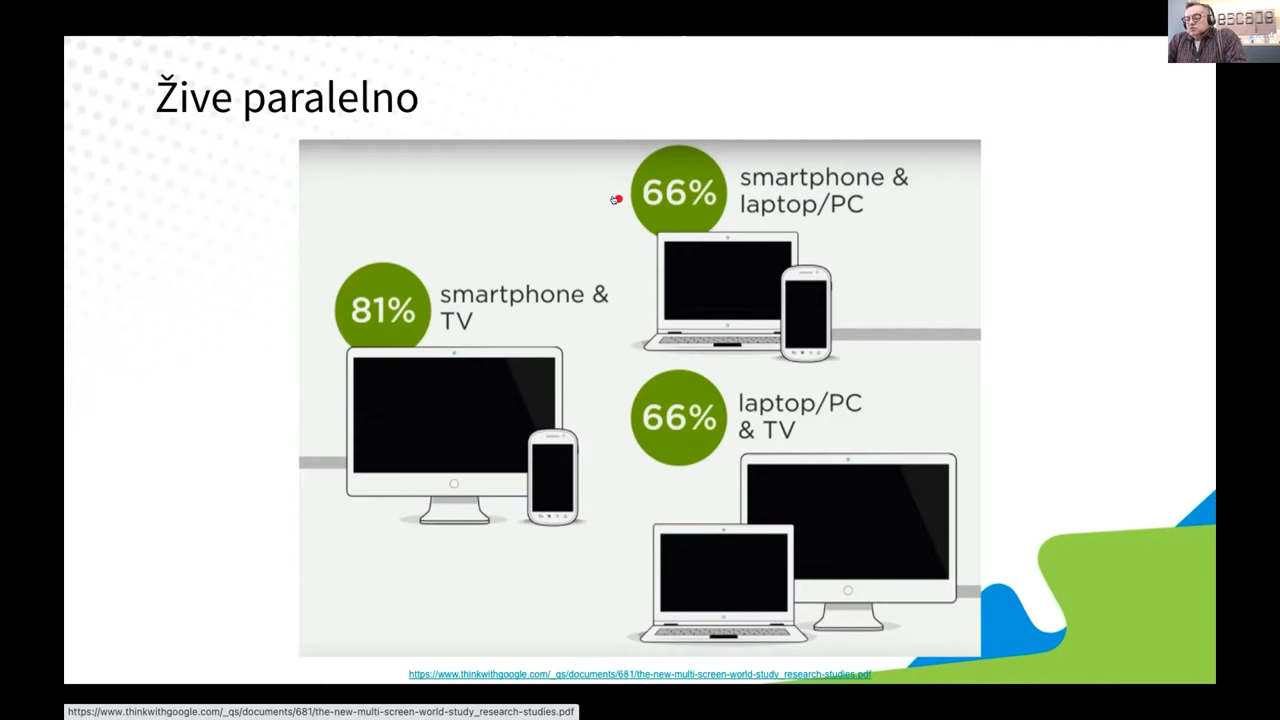 Žive paralelno
81%
smartphone &
TV
66%
smartphone &
laptop/PC
66%
laptop/PC
& TV
https://www.thinkwithgoogle.com/_qs/documents/681/the-new-multi-screen-world-study_research-studies.pdf
https://www.thinkwithgoogle.com/_qs/documents/681/the-new-multi-screen-world-study_research-studies.pdf
escape